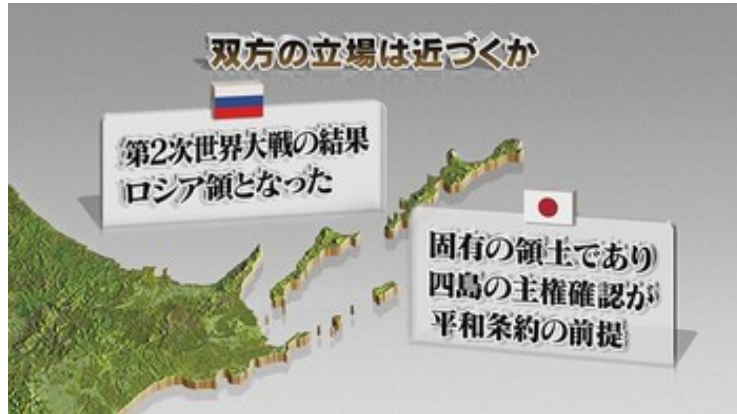 双方の立場は近づくか
第2次世界大戦の結果
ロシア領となった
固有の領土であり
四島の主権確認が
平和条約の前提